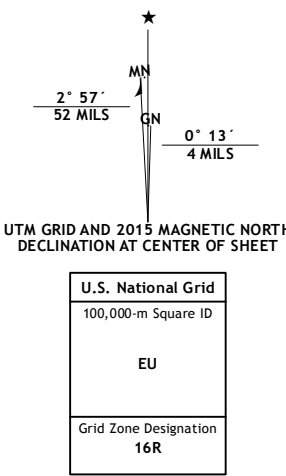 ★
MN
GN
2° 57´
52 MILS
0° 13´
4 MILS
UTM GRID AND 2015 MAGNETIC NORTH
DECLINATION AT CENTER OF SHEET
U.S. National Grid
100,000-m Square ID
EU
Grid Zone Designation
16R